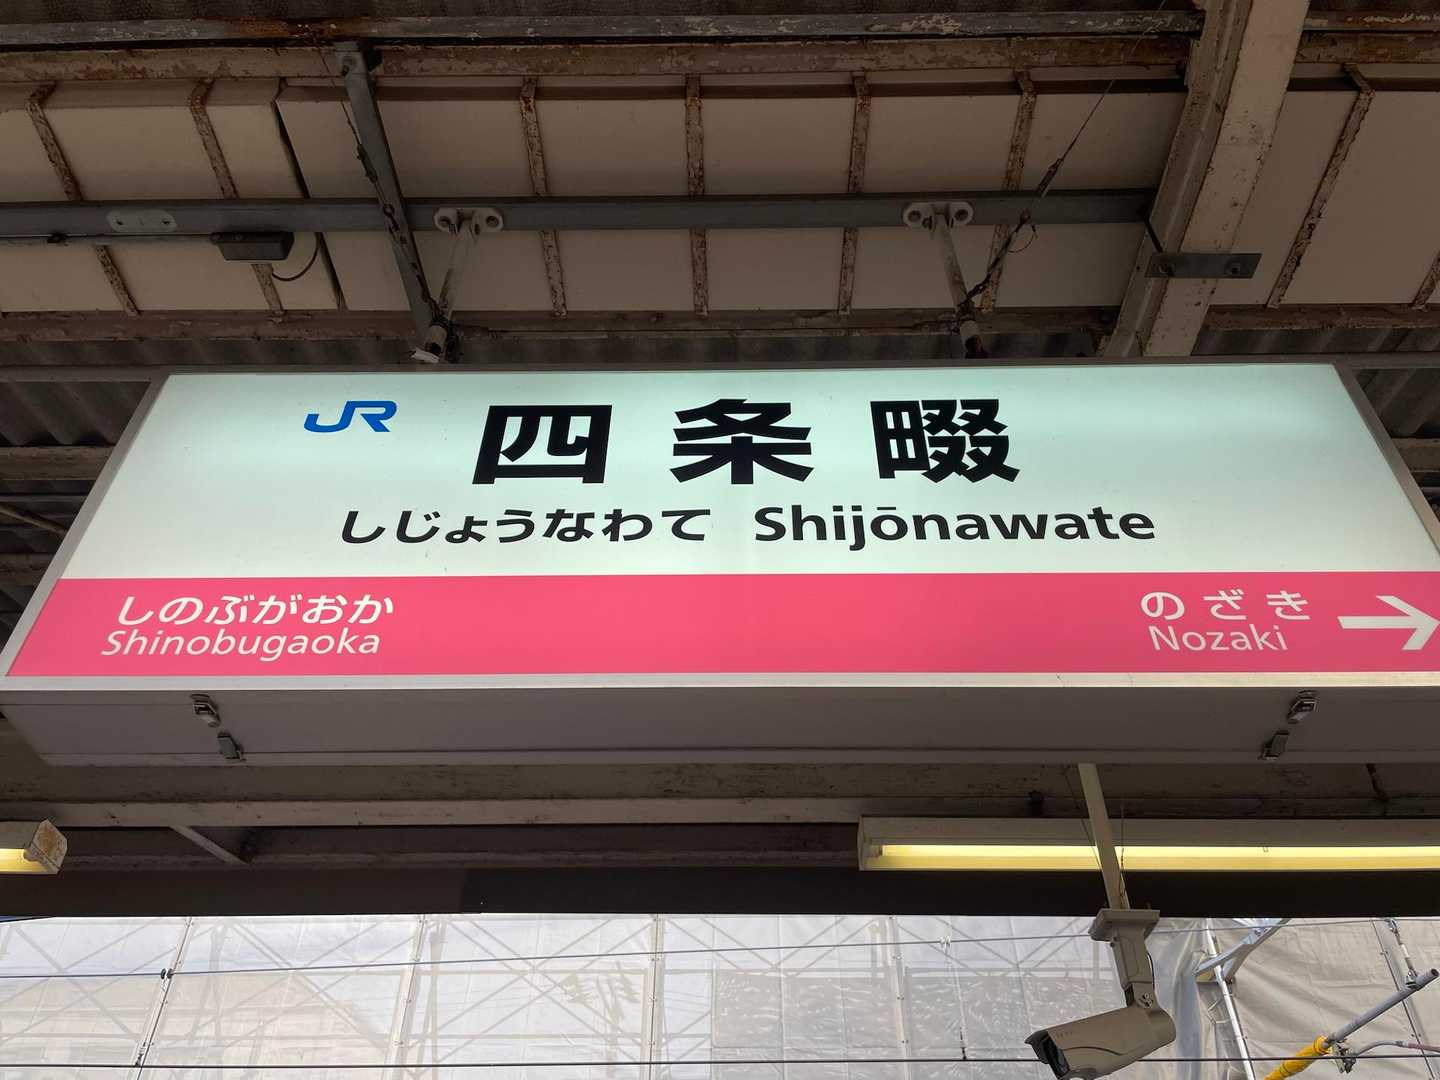 JR 四条畷
しじょうなわて Shijōnawate
しのぶがおか
Shinobugaoka
のざき
Nozaki →